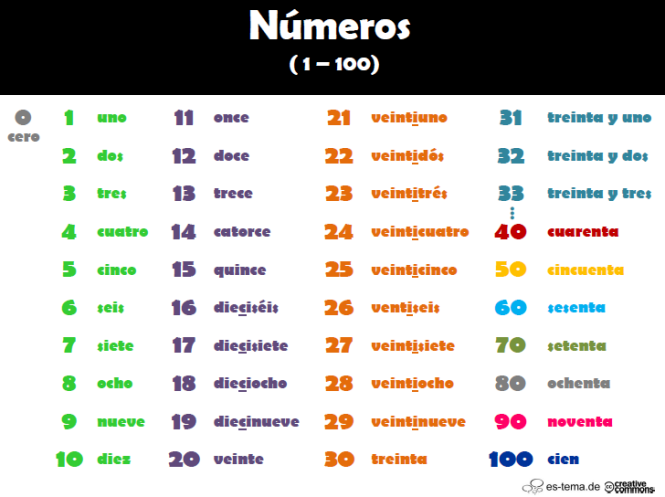 Números
( 1 – 100)
0 1 uno 11 once 21 veintiuno 31 treinta y uno
cero
2 dos 12 doce 22 veintidós 32 treinta y dos
3 tres 13 trece 23 veintitrés 33 treinta y tres
⋮
4 cuatro 14 catorce 24 veinticuatro 40 cuarenta
5 cinco 15 quince 25 veinticinco 50 cincuenta
6 seis 16 dieciséis 26 ventiseis 60 sesenta
7 siete 17 diecisiete 27 veintisiete 70 setenta
8 ocho 18 dieciocho 28 veintiocho 80 ochenta
9 nueve 19 diecinueve 29 veintinueve 90 noventa
10 diez 20 veinte 30 treinta 100 cien
es-tema.de cc creative commons